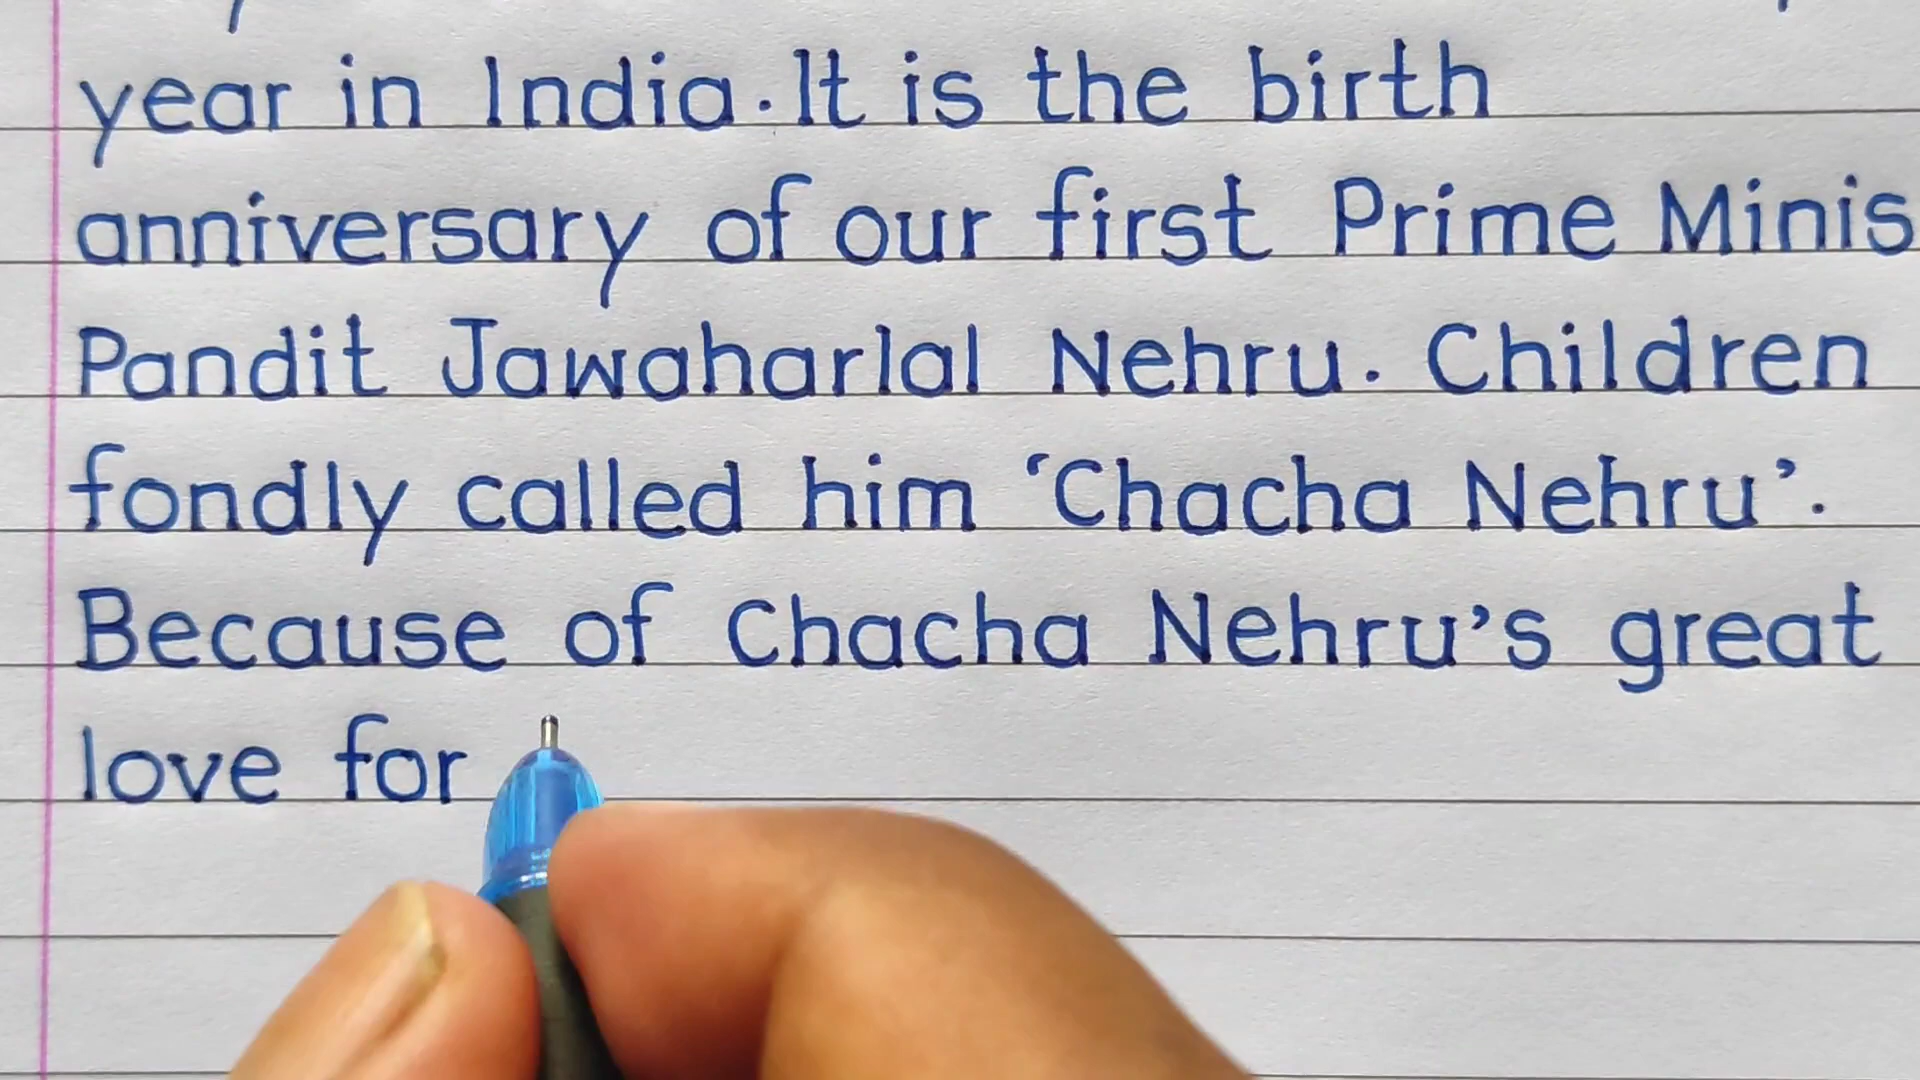 year in India. It is the birth
anniversary of our first Prime Minis
Pandit Jawaharlal Nehru. Children
fondly called him ‘Chacha Nehru’.
Because of Chacha Nehru’s great
love for